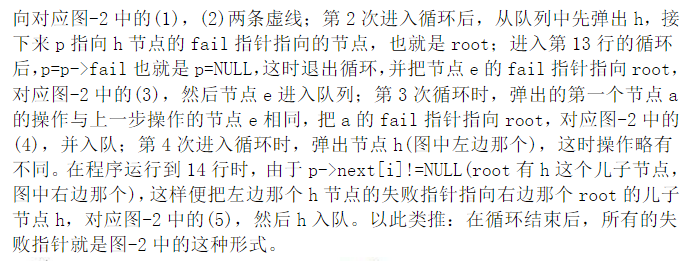 向对应图-2 中的(1)，(2)两条虚线；第 2 次进入循环后，从队列中先弹出 h，接
下来 p 指向 h 节点的 fail 指针指向的节点，也就是 root；进入第 13 行的循环
后，p=p->fail 也就是 p=NULL，这时退出循环，并把节点 e 的 fail 指针指向 root，
对应图-2 中的(3)，然后节点 e 进入队列；第 3 次循环时，弹出的第一个节点 a
的操作与上一步操作的节点 e 相同，把 a 的 fail 指针指向 root，对应图-2 中的
(4)，并入队；第 4 次进入循环时，弹出节点 h(图中左边那个)，这时操作略有
不同。在程序运行到 14 行时，由于 p->next[i]!=NULL(root 有 h 这个儿子节点，
图中右边那个)，这样便把左边那个 h 节点的失败指针指向右边那个 root 的儿子
节点 h，对应图-2 中的(5)，然后 h 入队。以此类推：在循环结束后，所有的失
败指针就是图-2 中的这种形式。